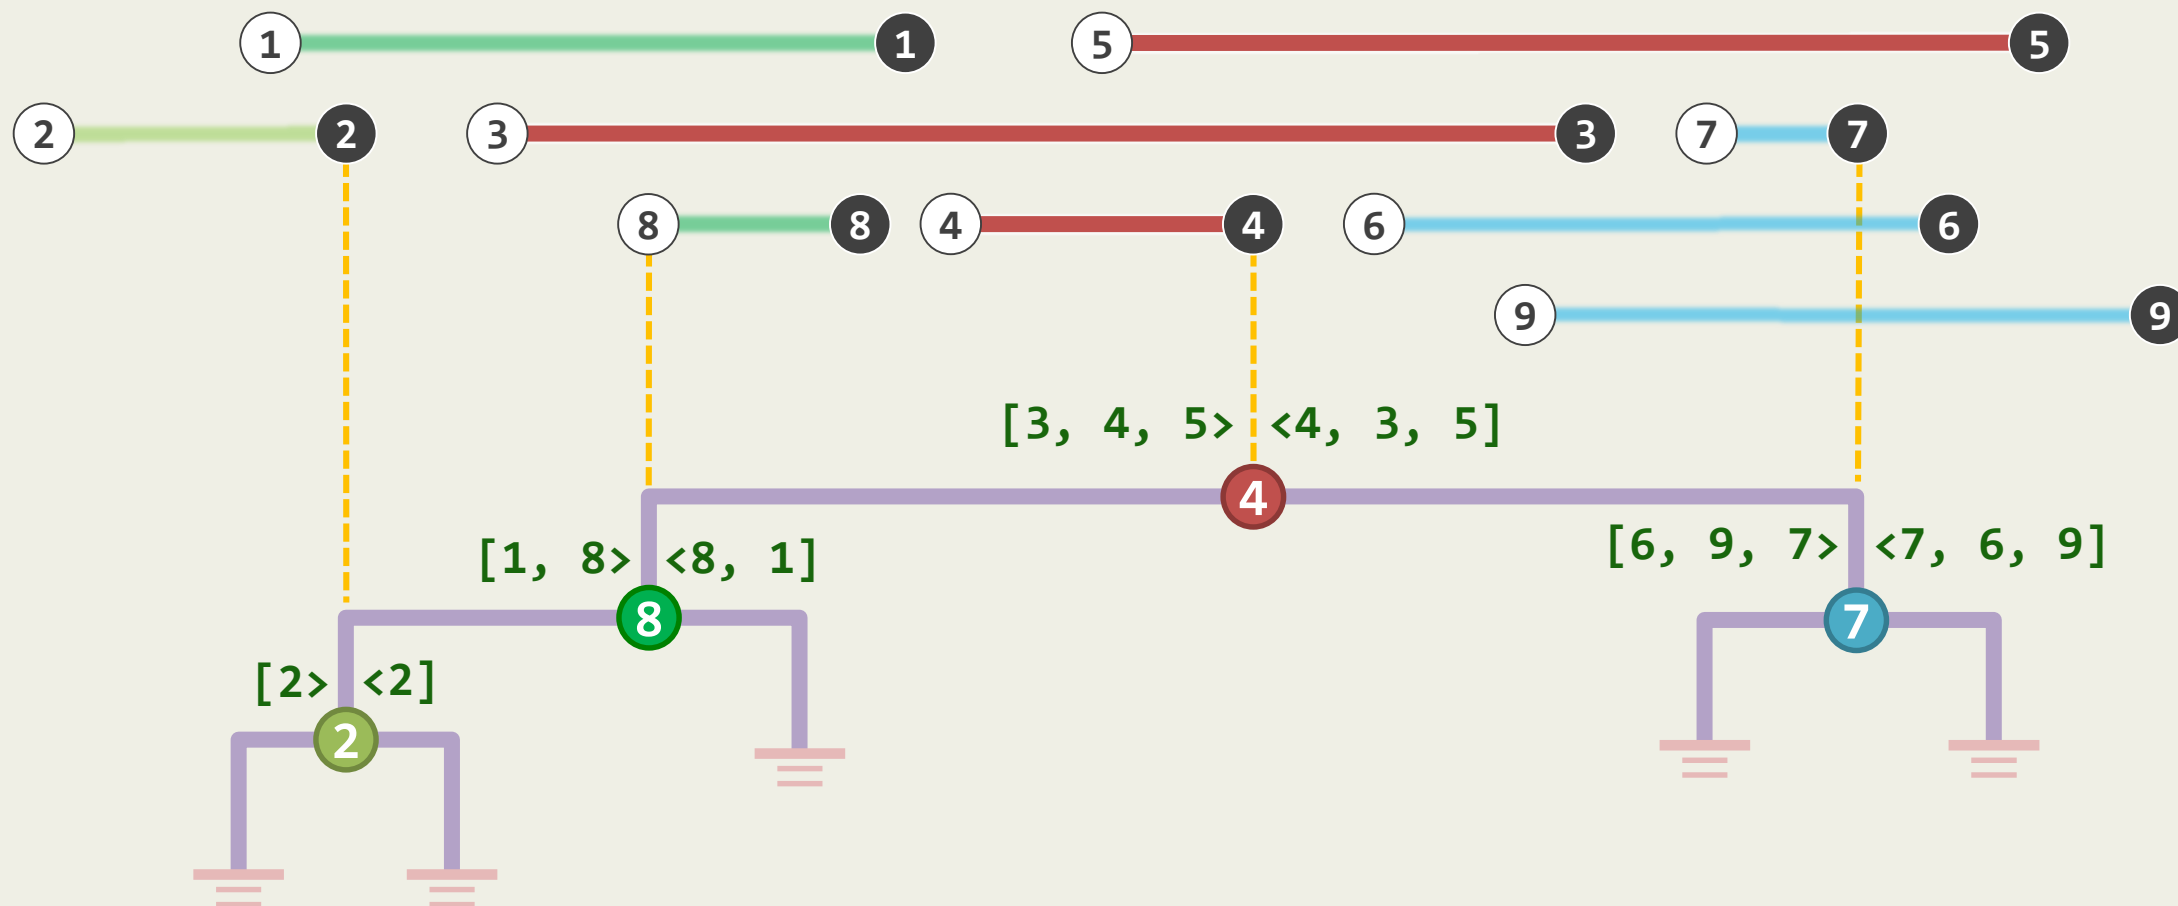 1 1 5 5
2 2 3 3 7 7
8 8 4 4 6 6
9 9
[3, 4, 5> <4, 3, 5]
4
[1, 8> <8, 1] [6, 9, 7> <7, 6, 9]
8 7
[2> <2]
2